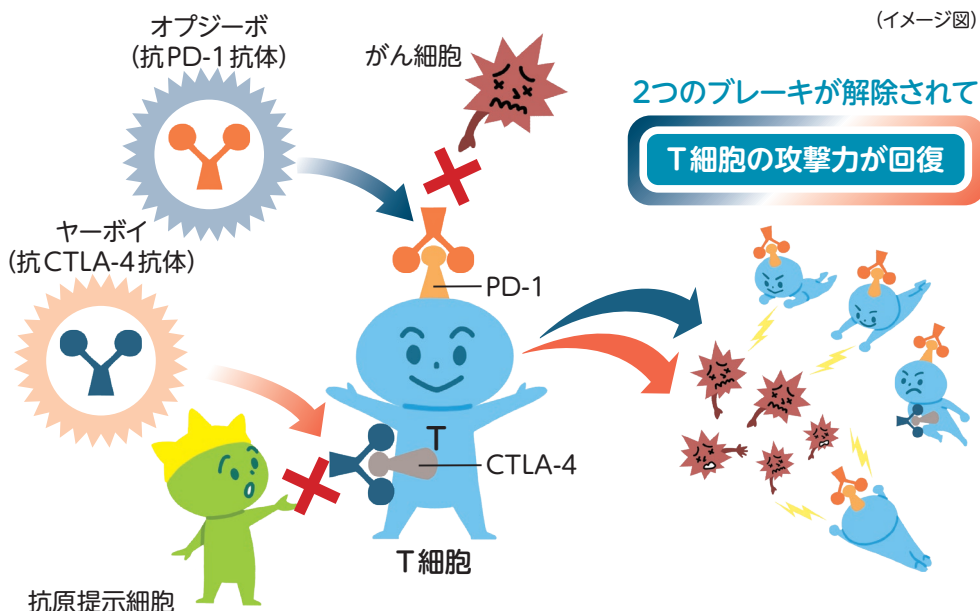 (イメージ図)
オプジーボ
(抗PD-1抗体)
がん細胞
2つのブレーキが解除されて
T細胞の攻撃力が回復
ヤーボイ
(抗CTLA-4抗体)
PD-1
T
CTLA-4
T細胞
抗原提示細胞